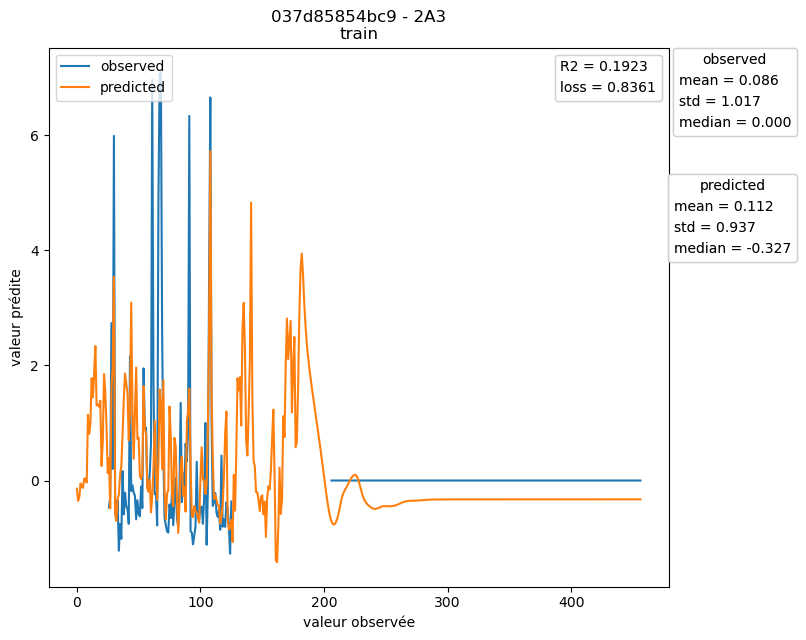 037d85854bc9 - 2A3
train
observed
predicted
R2 = 0.1923
loss = 0.8361
observed
mean = 0.086
std = 1.017
median = 0.000
predicted
mean = 0.112
std = 0.937
median = -0.327
valeur prédite
6
4
2
0
0 100 200 300 400
valeur observée